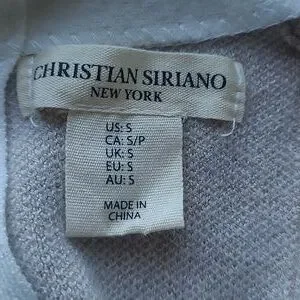 CHRISTIAN SIRIANO
NEW YORK
US: S
CA: S/P
UK: S
EU: S
AU: S
MADE IN
CHINA